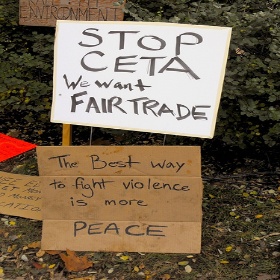 ENVIRONMENT
STOP
CETA
We want
FAIR TRADE
The Best way
to fight violence
is more
PEACE